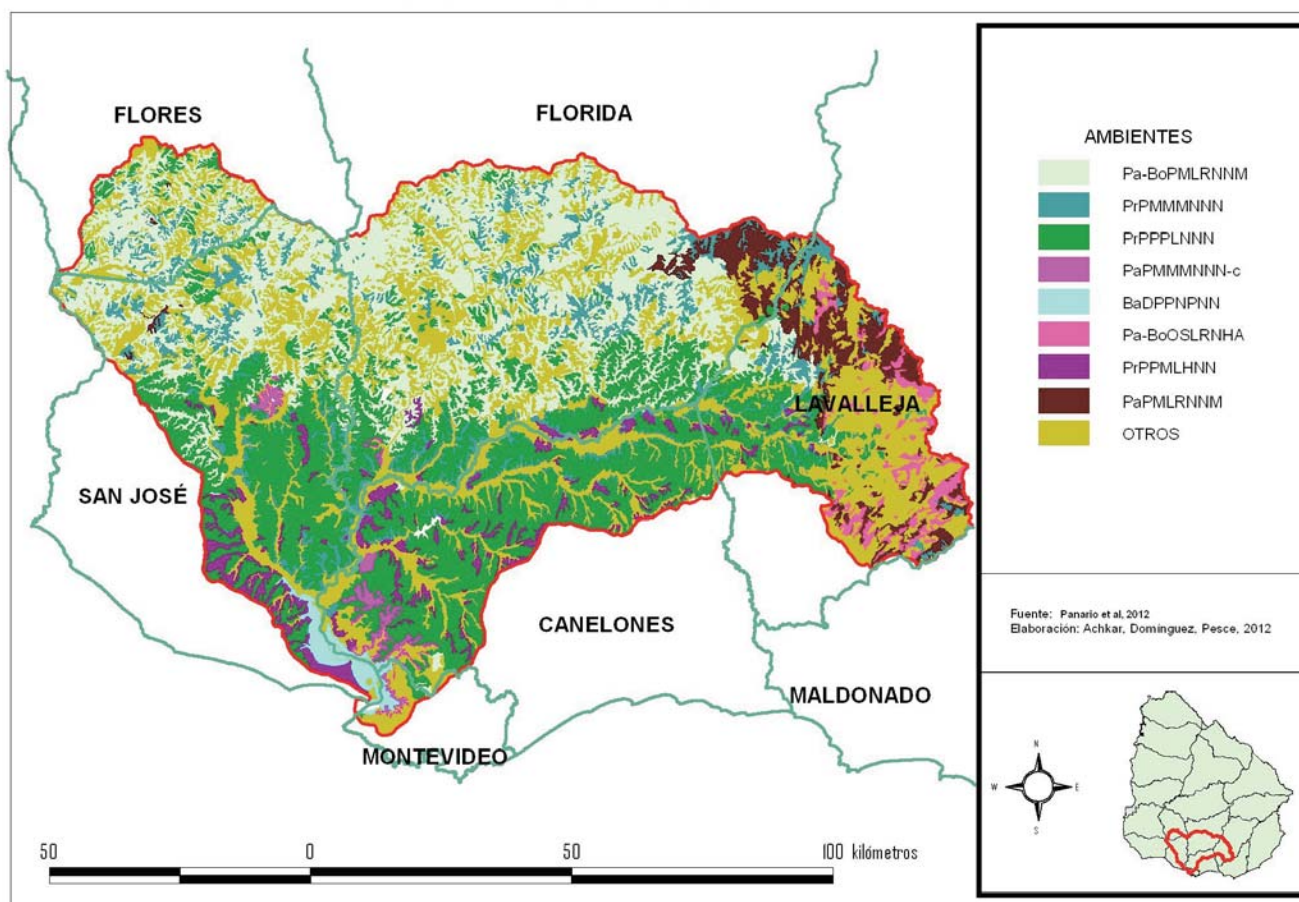 FLORES
FLORIDA
LAVALLEJA
SAN JOSÉ
CANELONES
MALDONADO
MONTEVIDEO
50 0 50 100 kilómetros
AMBIENTES
Pa-BoPMLRNNM
PrPMMMNNN
PrPPPLNNN
PaPMMMNNN-c
BaDPPNPNN
Pa-BoOSLRNHA
PrPPMLHNN
PaPMLRNNM
OTROS
Fuente: Panario et al, 2012
Elaboración: Achkar, Domínguez, Pesce, 2012
N
W E
S